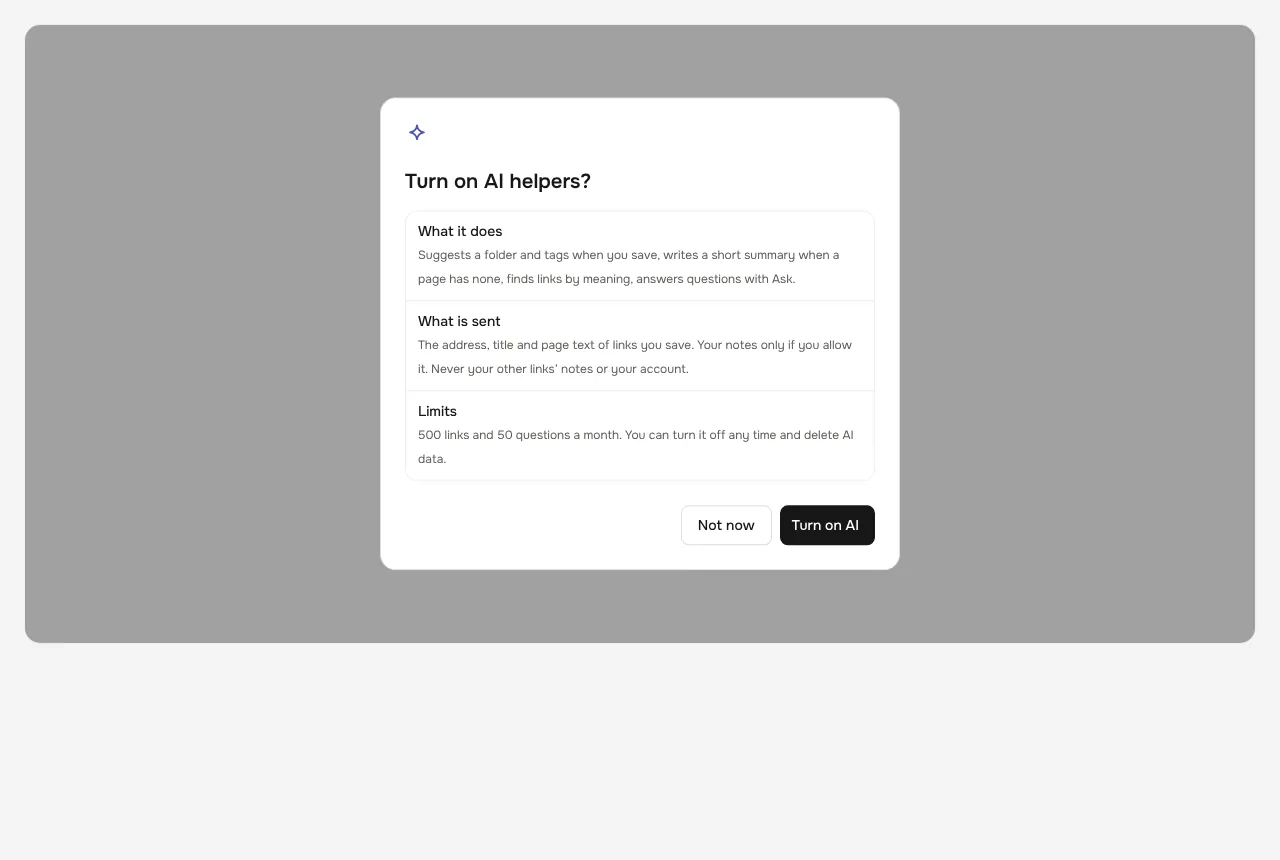 Turn on AI helpers?
What it does
Suggests a folder and tags when you save, writes a short summary when a
page has none, finds links by meaning, answers questions with Ask.
What is sent
The address, title and page text of links you save. Your notes only if you allow
it. Never your other links' notes or your account.
Limits
500 links and 50 questions a month. You can turn it off any time and delete AI
data.
Not now
Turn on AI